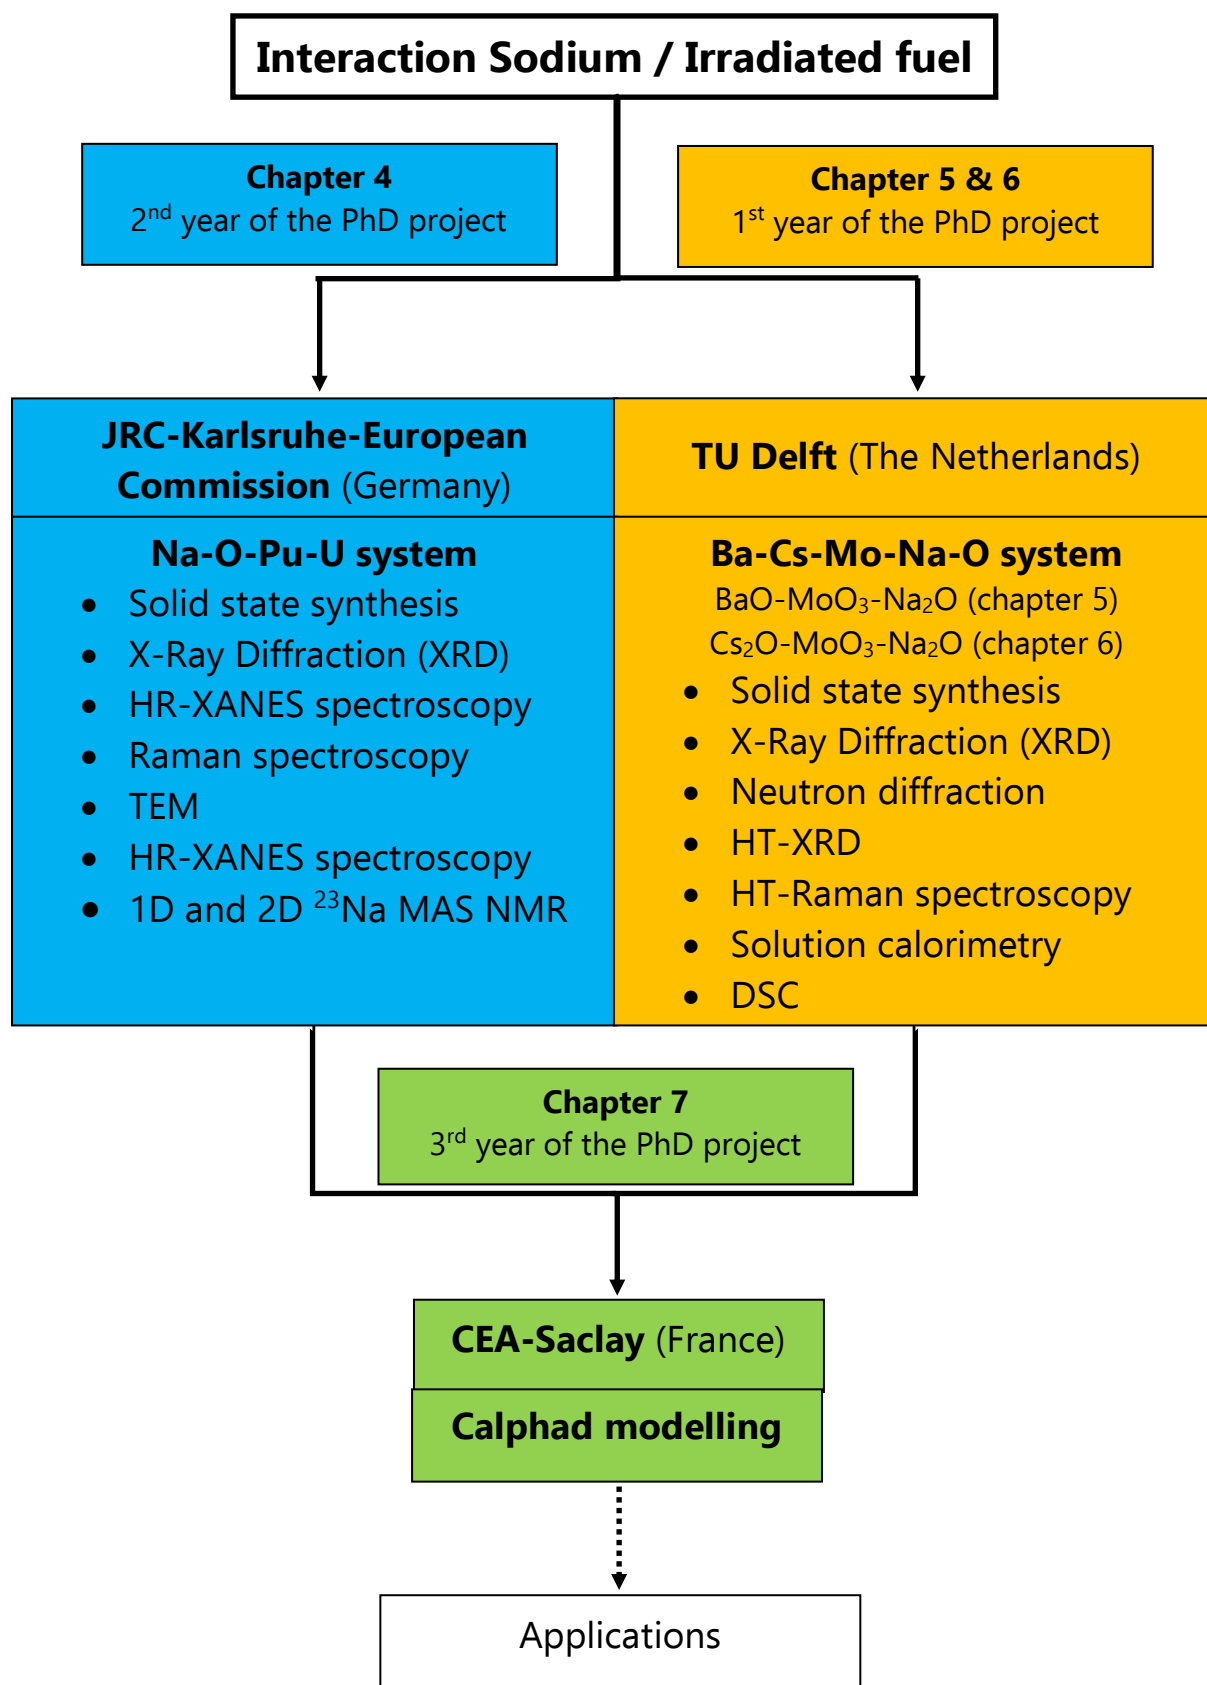 Interaction Sodium / Irradiated fuel
Chapter 4
2nd year of the PhD project
Chapter 5 & 6
1st year of the PhD project
JRC-Karlsruhe-European
Commission (Germany)
TU Delft (The Netherlands)
Na-O-Pu-U system
• Solid state synthesis
• X-Ray Diffraction (XRD)
• HR-XANES spectroscopy
• Raman spectroscopy
• TEM
• HR-XANES spectroscopy
• 1D and 2D ²³Na MAS NMR
Ba-Cs-Mo-Na-O system
BaO-MoO₃-Na₂O (chapter 5)
Cs₂O-MoO₃-Na₂O (chapter 6)
• Solid state synthesis
• X-Ray Diffraction (XRD)
• Neutron diffraction
• HT-XRD
• HT-Raman spectroscopy
• Solution calorimetry
• DSC
Chapter 7
3rd year of the PhD project
CEA-Saclay (France)
Calphad modelling
Applications